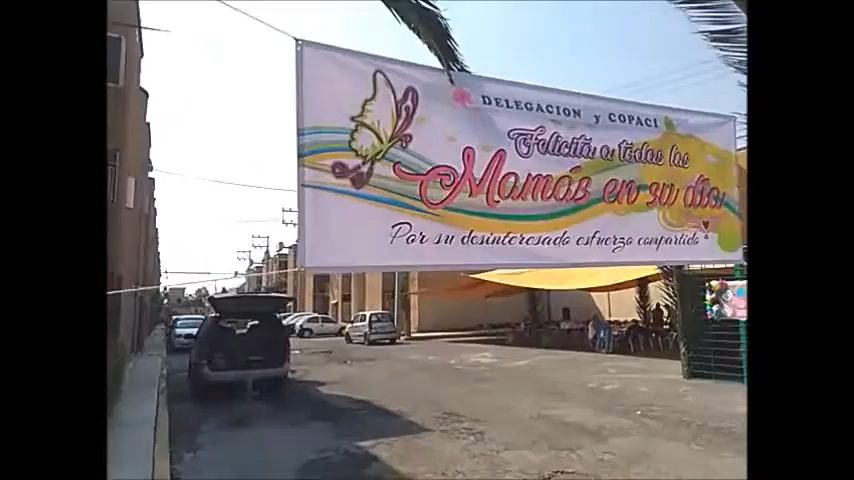 DELEGACION y COPACI
Felicita a todas las
Mamás en su día
Por su desinteresado esfuerzo compartido